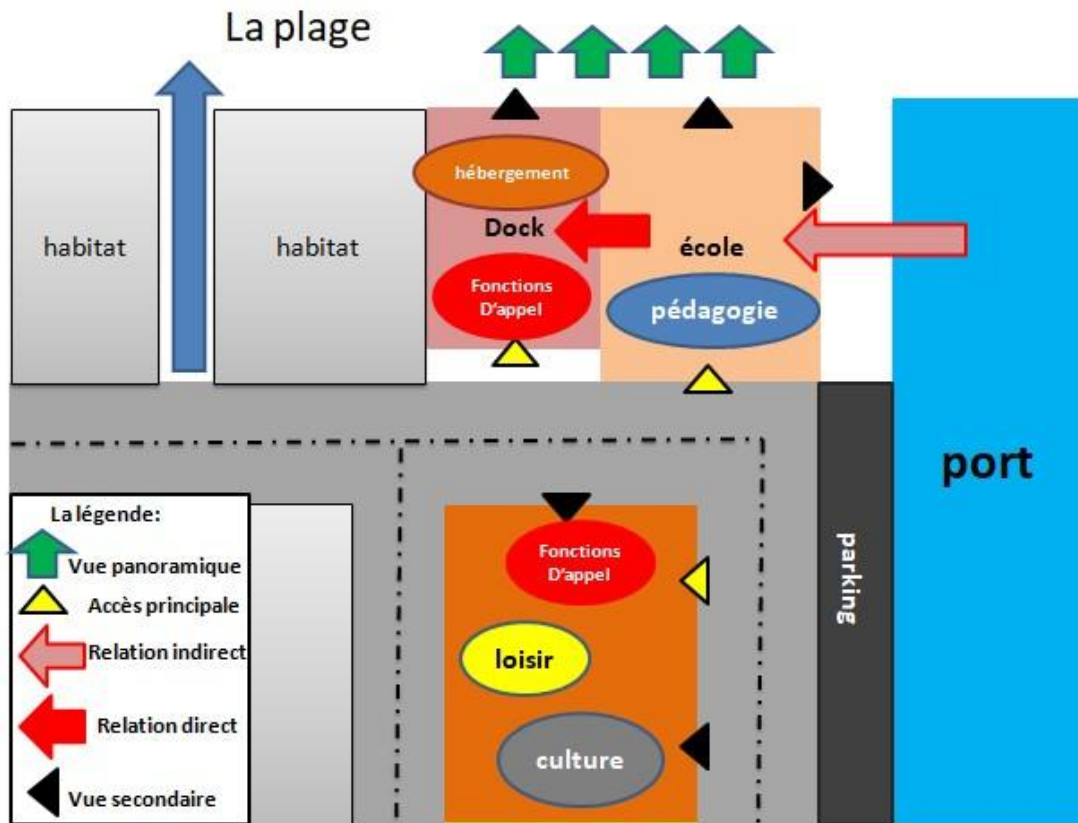 La plage
habitat
habitat
hébergement
Dock
Fonctions
D'appel
école
pédagogie
port
parking
Fonctions
D'appel
loisir
culture
La légende:
Vue panoramique
Accès principale
Relation indirect
Relation direct
Vue secondaire